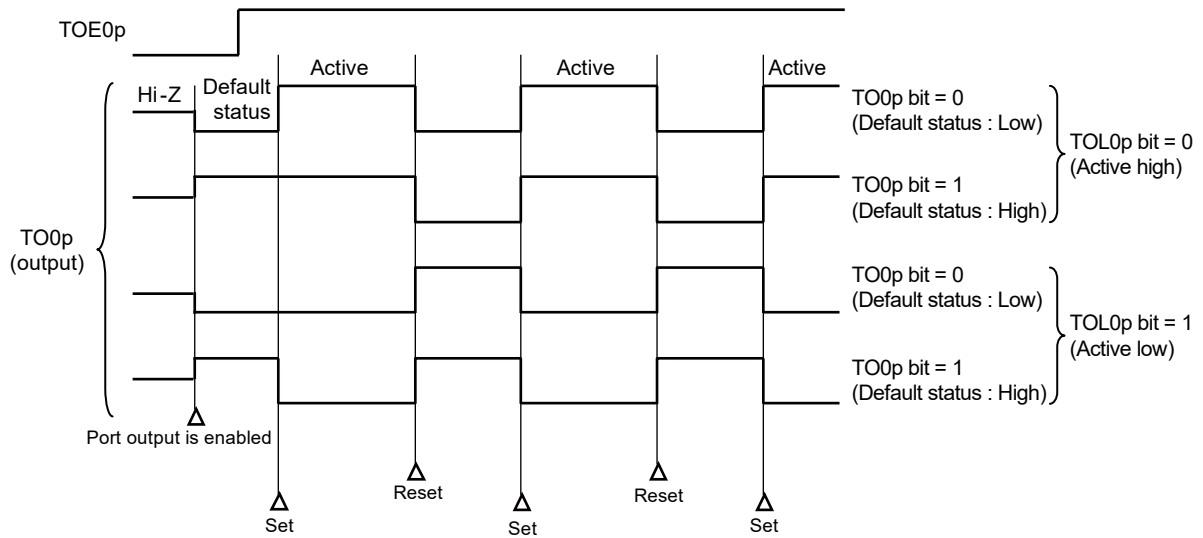 TOE0p
Active
Active
Active
Hi-Z
Default
status
TO0p bit = 0
(Default status : Low)
TOL0p bit = 0
(Active high)
TO0p bit = 1
(Default status : High)
TO0p
(output)
TO0p bit = 0
(Default status : Low)
TOL0p bit = 1
(Active low)
TO0p bit = 1
(Default status : High)
Port output is enabled
Set
Reset
Set
Reset
Set